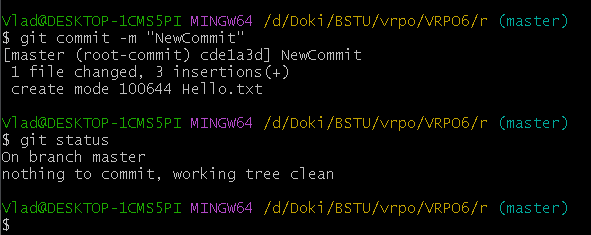 Vlad@DESKTOP-1CMS5PI MINGW64 /d/Doki/BSTU/vrpo/VRPO6/r (master)
$ git commit -m "NewCommit"
[master (root-commit) cde1a3d] NewCommit
 1 file changed, 3 insertions(+)
 create mode 100644 Hello.txt
Vlad@DESKTOP-1CMS5PI MINGW64 /d/Doki/BSTU/vrpo/VRPO6/r (master)
$ git status
On branch master
nothing to commit, working tree clean
Vlad@DESKTOP-1CMS5PI MINGW64 /d/Doki/BSTU/vrpo/VRPO6/r (master)
$